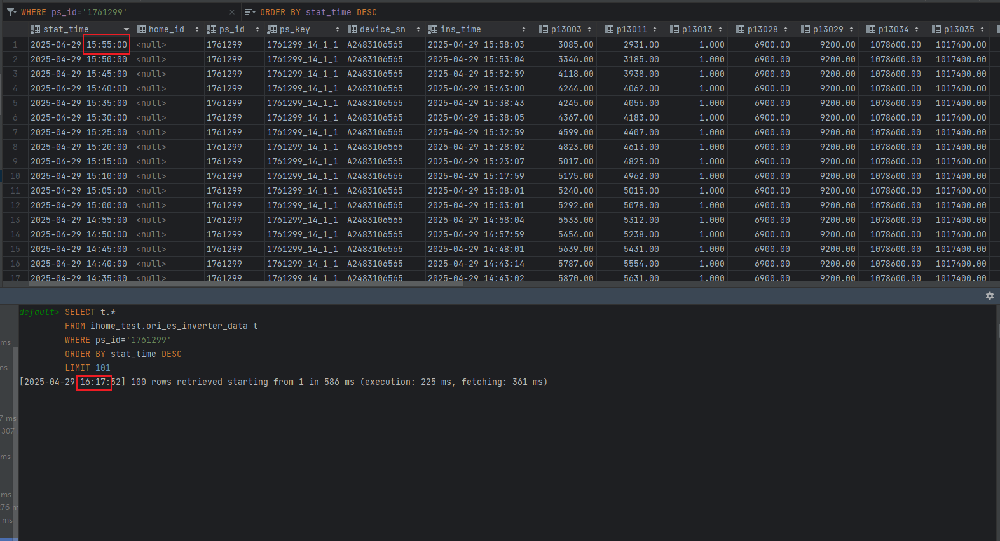 WHERE ps_id='1761299' × ORDER BY stat_time DESC
stat_time home_id ps_id ps_key device_sn ins_time p13003 p13011 p13013 p13028 p13029 p13034 p13035
1 2025-04-29 15:55:00 <null> 1761299 1761299_14_1_1 A2483106565 2025-04-29 15:58:03 3085.00 2931.00 1.000 6900.00 9200.00 1078600.00 1017400.00
2 2025-04-29 15:50:00 <null> 1761299 1761299_14_1_1 A2483106565 2025-04-29 15:53:04 3346.00 3185.00 1.000 6900.00 9200.00 1078600.00 1017400.00
3 2025-04-29 15:45:00 <null> 1761299 1761299_14_1_1 A2483106565 2025-04-29 15:52:59 4118.00 3938.00 1.000 6900.00 9200.00 1078600.00 1017400.00
4 2025-04-29 15:40:00 <null> 1761299 1761299_14_1_1 A2483106565 2025-04-29 15:43:00 4244.00 4062.00 1.000 6900.00 9200.00 1078600.00 1017400.00
5 2025-04-29 15:35:00 <null> 1761299 1761299_14_1_1 A2483106565 2025-04-29 15:38:43 4245.00 4055.00 1.000 6900.00 9200.00 1078600.00 1017400.00
6 2025-04-29 15:30:00 <null> 1761299 1761299_14_1_1 A2483106565 2025-04-29 15:38:05 4367.00 4183.00 1.000 6900.00 9200.00 1078600.00 1017400.00
7 2025-04-29 15:25:00 <null> 1761299 1761299_14_1_1 A2483106565 2025-04-29 15:32:59 4599.00 4407.00 1.000 6900.00 9200.00 1078600.00 1017400.00
8 2025-04-29 15:20:00 <null> 1761299 1761299_14_1_1 A2483106565 2025-04-29 15:28:02 4823.00 4613.00 1.000 6900.00 9200.00 1078600.00 1017400.00
9 2025-04-29 15:15:00 <null> 1761299 1761299_14_1_1 A2483106565 2025-04-29 15:23:07 5017.00 4825.00 1.000 6900.00 9200.00 1078600.00 1017400.00
10 2025-04-29 15:10:00 <null> 1761299 1761299_14_1_1 A2483106565 2025-04-29 15:17:59 5175.00 4962.00 1.000 6900.00 9200.00 1078600.00 1017400.00
11 2025-04-29 15:05:00 <null> 1761299 1761299_14_1_1 A2483106565 2025-04-29 15:08:01 5240.00 5015.00 1.000 6900.00 9200.00 1078600.00 1017400.00
12 2025-04-29 15:00:00 <null> 1761299 1761299_14_1_1 A2483106565 2025-04-29 15:03:01 5292.00 5078.00 1.000 6900.00 9200.00 1078600.00 1017400.00
13 2025-04-29 14:55:00 <null> 1761299 1761299_14_1_1 A2483106565 2025-04-29 14:58:04 5533.00 5312.00 1.000 6900.00 9200.00 1078600.00 1017400.00
14 2025-04-29 14:50:00 <null> 1761299 1761299_14_1_1 A2483106565 2025-04-29 14:57:59 5454.00 5238.00 1.000 6900.00 9200.00 1078600.00 1017400.00
15 2025-04-29 14:45:00 <null> 1761299 1761299_14_1_1 A2483106565 2025-04-29 14:48:01 5639.00 5431.00 1.000 6900.00 9200.00 1078600.00 1017400.00
16 2025-04-29 14:40:00 <null> 1761299 1761299_14_1_1 A2483106565 2025-04-29 14:43:14 5787.00 5554.00 1.000 6900.00 9200.00 1078600.00 1017400.00
17 2025-04-29 14:35:00 <null> 1761299 1761299_14_1_1 A2483106565 2025-04-29 14:43:02 5870.00 5631.00 1.000 6900.00 9200.00 1078600.00 1017400.00
default> SELECT t.*
FROM ihome_test.ori_es_inverter_data t
WHERE ps_id='1761299'
ORDER BY stat_time DESC
LIMIT 101
[2025-04-29 16:17:52] 100 rows retrieved starting from 1 in 586 ms (execution: 225 ms, fetching: 361 ms)
ms
ms
7 ms
307
ms
ms
76 m
ms